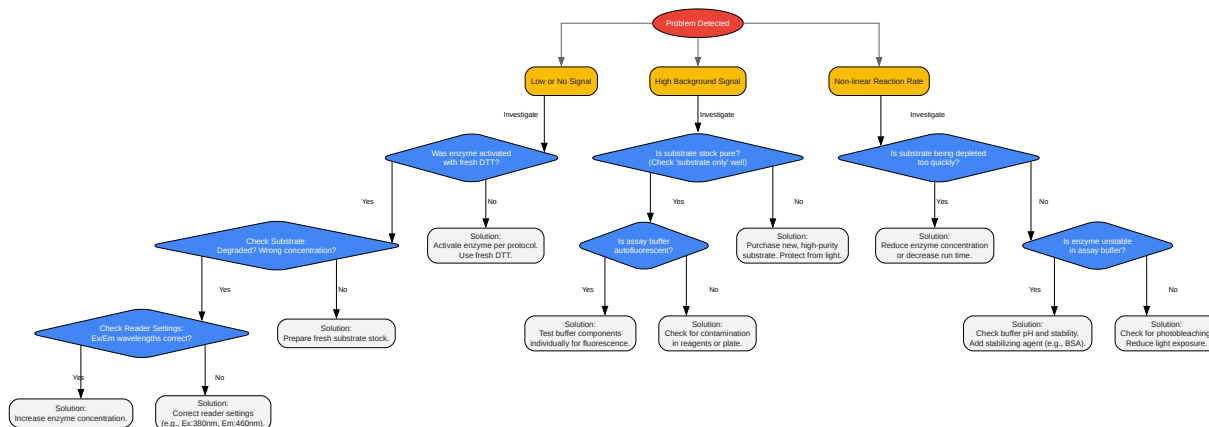 Problem Detected
Low or No Signal
High Background Signal
Non-linear Reaction Rate
Investigate
Investigate
Investigate
Was enzyme activated
with fresh DTT?
Is substrate stock pure?
(Check 'substrate only' well)
Is substrate being depleted
too quickly?
Yes
No
Yes
No
Yes
No
Check Substrate:
Degraded? Wrong concentration?
Solution:
Activate enzyme per protocol.
Use fresh DTT.
Is assay buffer
autofluorescent?
Solution:
Purchase new, high-purity
substrate. Protect from light.
Solution:
Reduce enzyme concentration
or decrease run time.
Is enzyme unstable
in assay buffer?
Yes
No
Yes
No
Yes
No
Check Reader Settings:
Ex/Em wavelengths correct?
Solution:
Prepare fresh substrate stock.
Solution:
Test buffer components
individually for fluorescence.
Solution:
Check for contamination
in reagents or plate.
Solution:
Check buffer pH and stability.
Add stabilizing agent (e.g., BSA).
Solution:
Check for photobleaching
Reduce light exposure.
Yes
No
Solution:
Increase enzyme concentration.
Solution:
Correct reader settings
(e.g., Ex:380nm, Em:460nm).